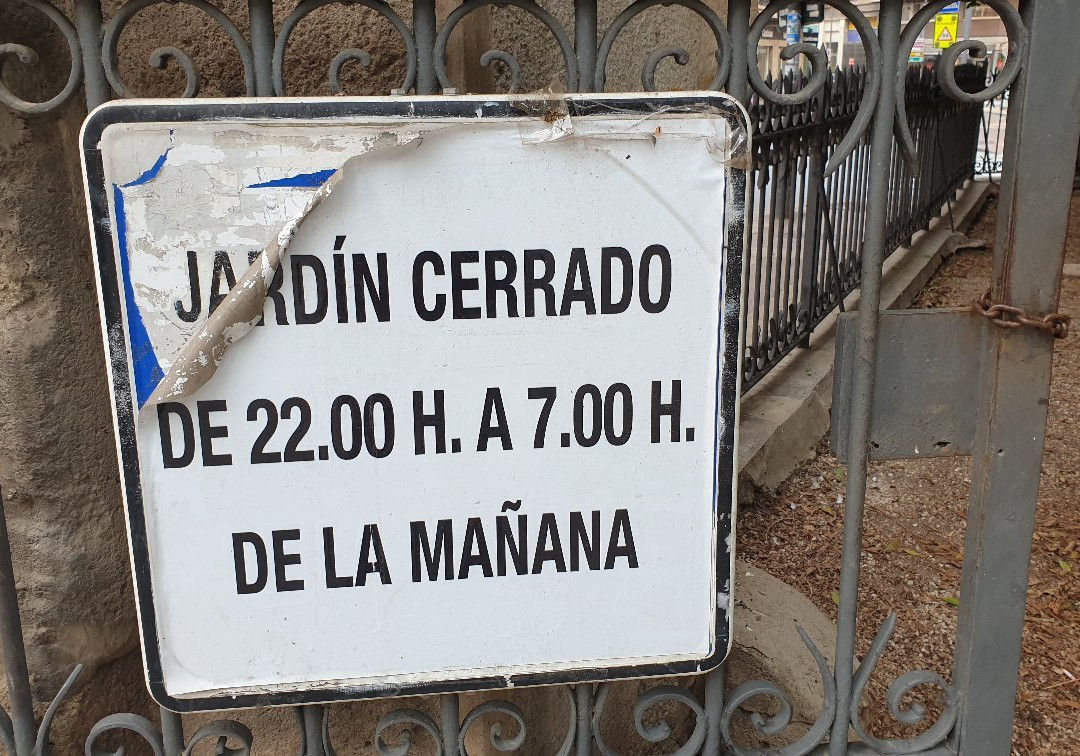 JARDÍN CERRADO
DE 22.00 H. A 7.00 H.
DE LA MAÑANA